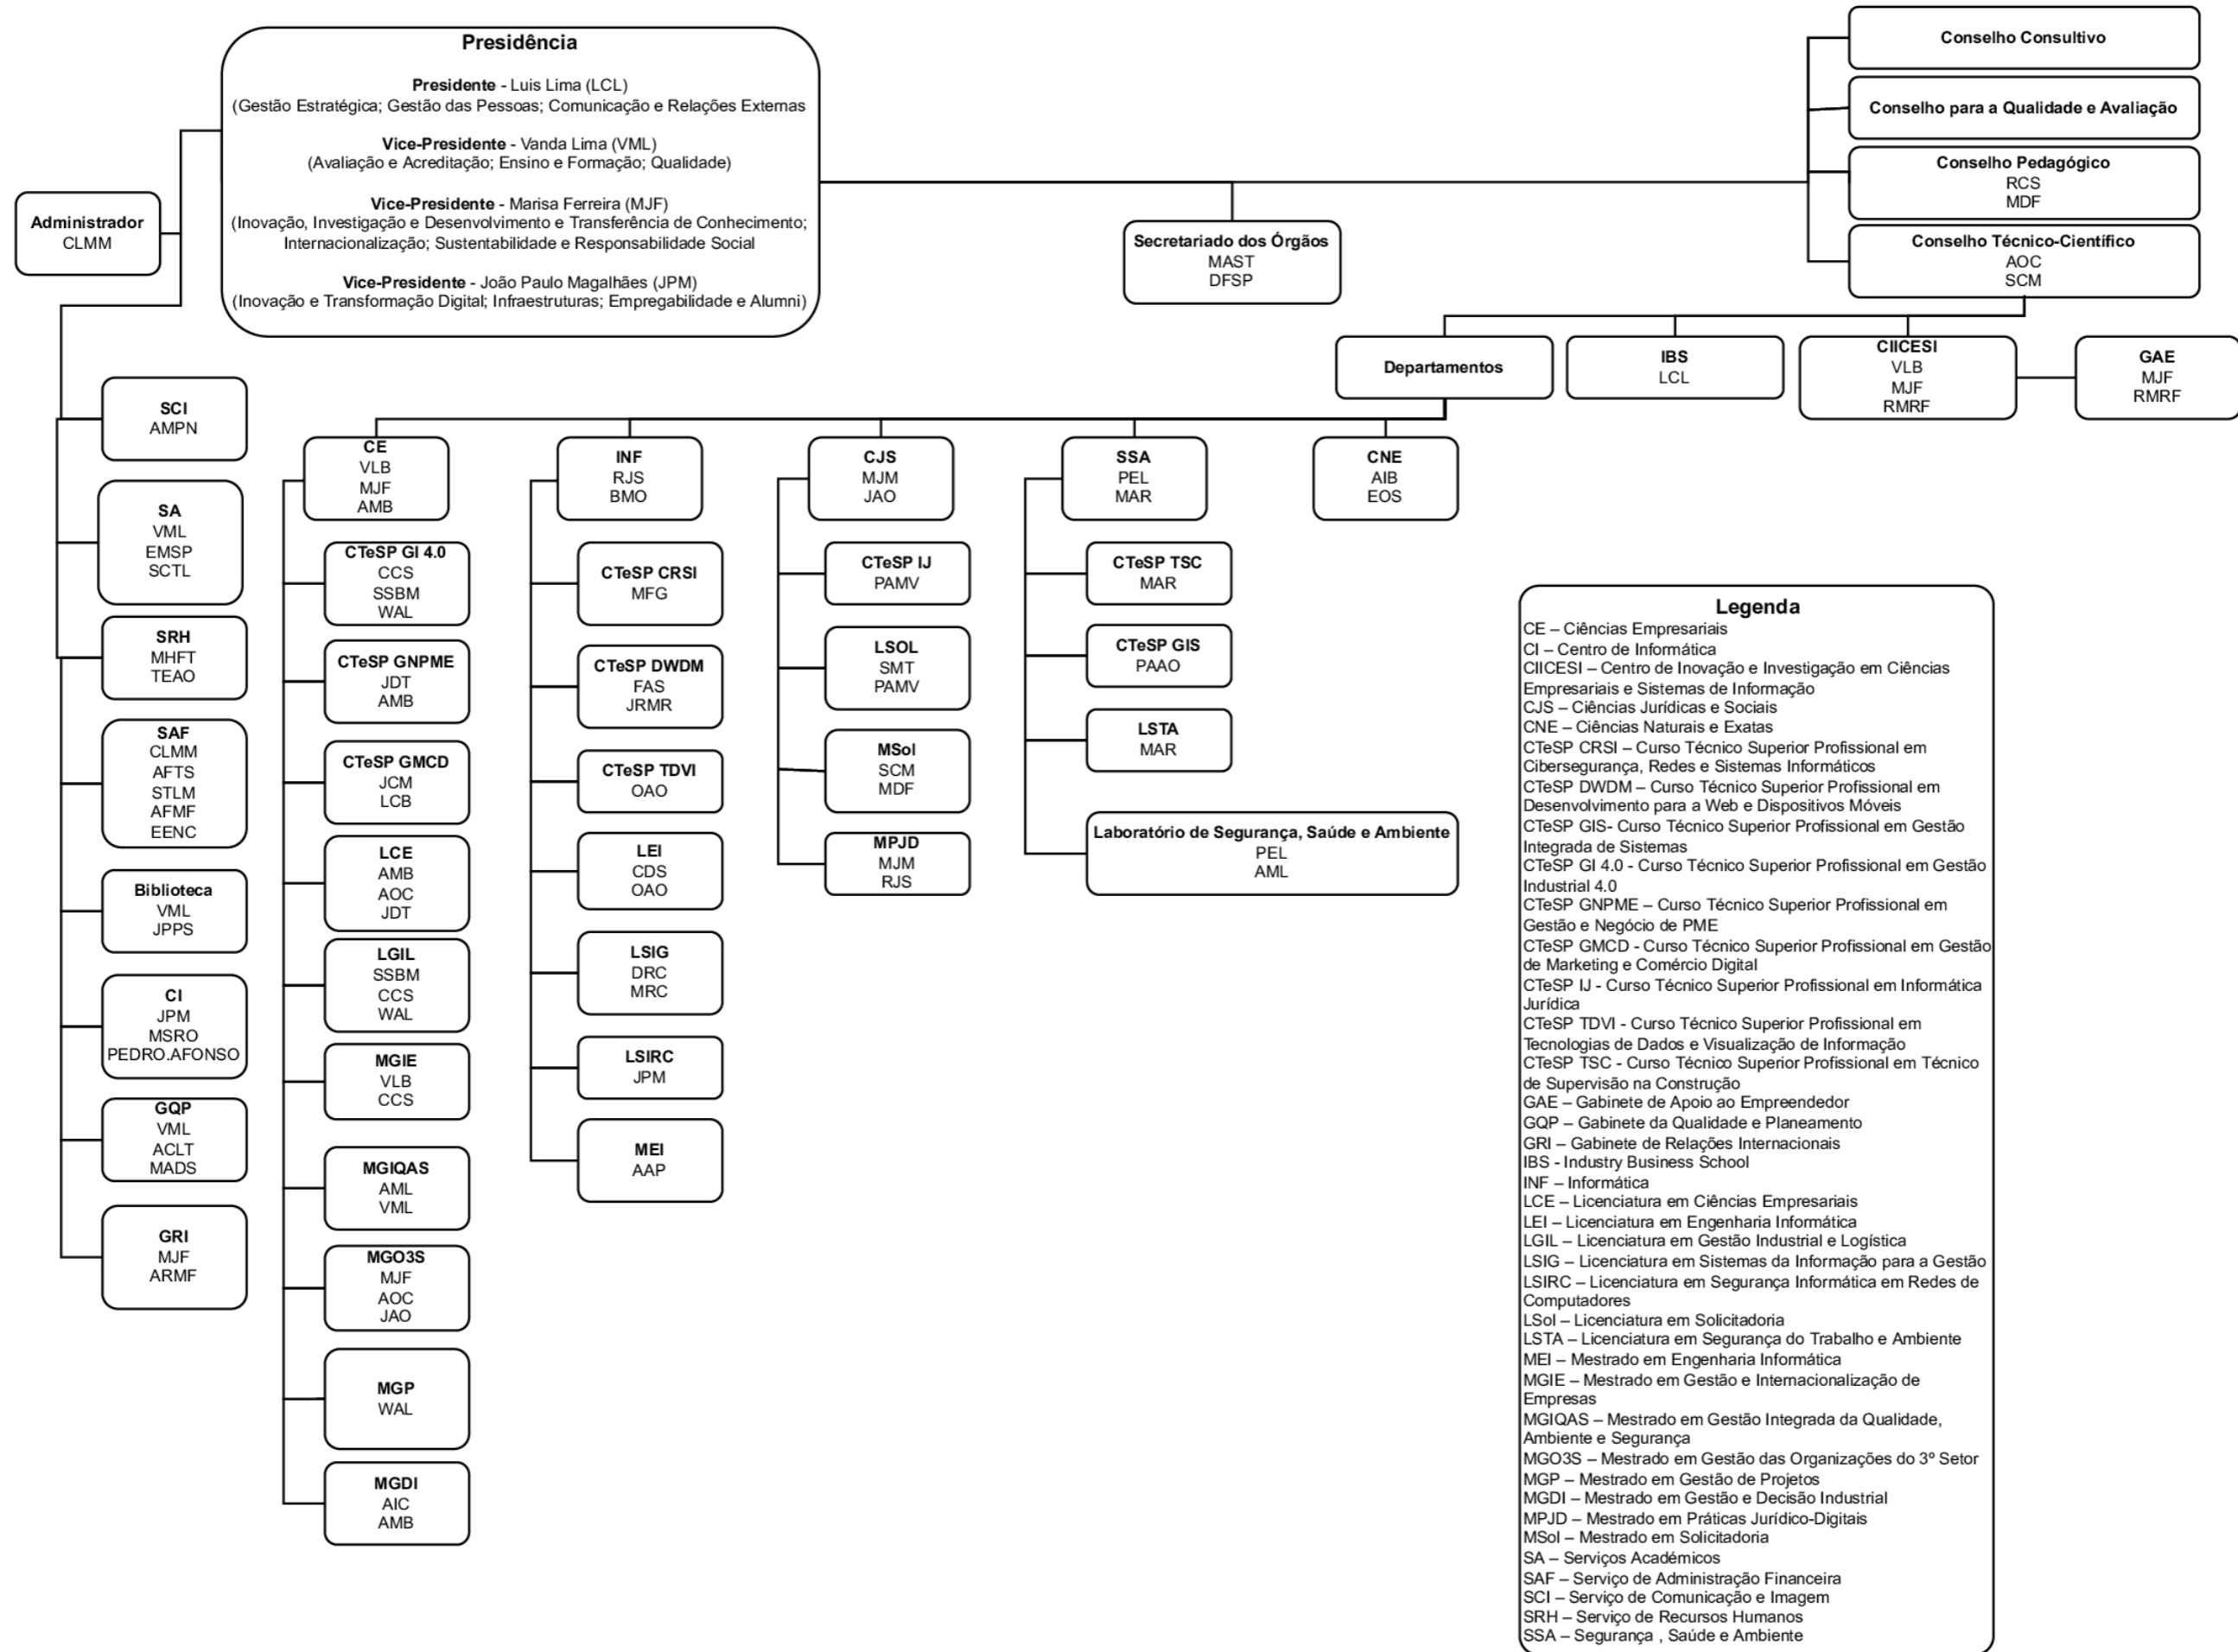 Presidência
Presidente - Luis Lima (LCL)
(Gestão Estratégica; Gestão das Pessoas; Comunicação e Relações Externas
Vice-Presidente - Vanda Lima (VML)
(Avaliação e Acreditação; Ensino e Formação; Qualidade)
Vice-Presidente - Marisa Ferreira (MJF)
(Inovação, Investigação e Desenvolvimento e Transferência de Conhecimento;
Internacionalização; Sustentabilidade e Responsabilidade Social
Vice-Presidente - João Paulo Magalhães (JPM)
(Inovação e Transformação Digital; Infraestruturas; Empregabilidade e Alumni)
Administrador
CLMM
Secretariado dos Órgãos
MAST
DFSP
Conselho Consultivo
Conselho para a Qualidade e Avaliação
Conselho Pedagógico
RCS
MDF
Conselho Técnico-Científico
AOC
SCM
Departamentos
IBS
LCL
CIICESI
VLB
MJF
RMRF
GAE
MJF
RMRF
SCI
AMPN
SA
VML
EMSP
SCTL
SRH
MHFT
TEAO
SAF
CLMM
AFTS
STLM
AFMF
EENC
Biblioteca
VML
JPPS
CI
JPM
MSRO
PEDRO.AFONSO
GQP
VML
ACLT
MADS
GRI
MJF
ARMF
CE
VLB
MJF
AMB
CTeSP GI 4.0
CCS
SSBM
WAL
CTeSP GNPME
JDT
AMB
CTeSP GMCD
JCM
LCB
LCE
AMB
AOC
JDT
LGIL
SSBM
CCS
WAL
MGIE
VLB
CCS
MGIQAS
AML
VML
MGO3S
MJF
AOC
JAO
MGP
WAL
MGDI
AIC
AMB
INF
RJS
BMO
CTeSP CRSI
MFG
CTeSP DWDM
FAS
JRMR
CTeSP TDVI
OAO
LEI
CDS
OAO
LSIG
DRC
MRC
LSIRC
JPM
MEI
AAP
CJS
MJM
JAO
CTeSP IJ
PAMV
LSOL
SMT
PAMV
MSol
SCM
MDF
MPJD
MJM
RJS
SSA
PEL
MAR
CTeSP TSC
MAR
CTeSP GIS
PAAO
LSTA
MAR
Laboratório de Segurança, Saúde e Ambiente
PEL
AML
CNE
AIB
EOS
Legenda
CE – Ciências Empresariais
CI – Centro de Informática
CIICESI – Centro de Inovação e Investigação em Ciências
Empresariais e Sistemas de Informação
CJS – Ciências Jurídicas e Sociais
CNE – Ciências Naturais e Exatas
CTeSP CRSI – Curso Técnico Superior Profissional em
Cibersegurança, Redes e Sistemas Informáticos
CTeSP DWDM – Curso Técnico Superior Profissional em
Desenvolvimento para a Web e Dispositivos Móveis
CTeSP GIS- Curso Técnico Superior Profissional em Gestão
Integrada de Sistemas
CTeSP GI 4.0 - Curso Técnico Superior Profissional em Gestão
Industrial 4.0
CTeSP GNPME – Curso Técnico Superior Profissional em
Gestão e Negócio de PME
CTeSP GMCD - Curso Técnico Superior Profissional em Gestão
de Marketing e Comércio Digital
CTeSP IJ - Curso Técnico Superior Profissional em Informática
Jurídica
CTeSP TDVI - Curso Técnico Superior Profissional em
Tecnologias de Dados e Visualização de Informação
CTeSP TSC - Curso Técnico Superior Profissional em Técnico
de Supervisão na Construção
GAE – Gabinete de Apoio ao Empreendedor
GQP – Gabinete da Qualidade e Planeamento
GRI – Gabinete de Relações Internacionais
IBS - Industry Business School
INF – Informática
LCE – Licenciatura em Ciências Empresariais
LEI – Licenciatura em Engenharia Informática
LGIL – Licenciatura em Gestão Industrial e Logística
LSIG – Licenciatura em Sistemas da Informação para a Gestão
LSIRC – Licenciatura em Segurança Informática em Redes de
Computadores
LSol – Licenciatura em Solicitadoria
LSTA – Licenciatura em Segurança do Trabalho e Ambiente
MEI – Mestrado em Engenharia Informática
MGIE – Mestrado em Gestão e Internacionalização de
Empresas
MGIQAS – Mestrado em Gestão Integrada da Qualidade,
Ambiente e Segurança
MGO3S – Mestrado em Gestão das Organizações do 3º Setor
MGP – Mestrado em Gestão de Projetos
MGDI – Mestrado em Gestão e Decisão Industrial
MPJD – Mestrado em Práticas Jurídico-Digitais
MSol – Mestrado em Solicitadoria
SA – Serviços Académicos
SAF – Serviço de Administração Financeira
SCI – Serviço de Comunicação e Imagem
SRH – Serviço de Recursos Humanos
SSA – Segurança , Saúde e Ambiente